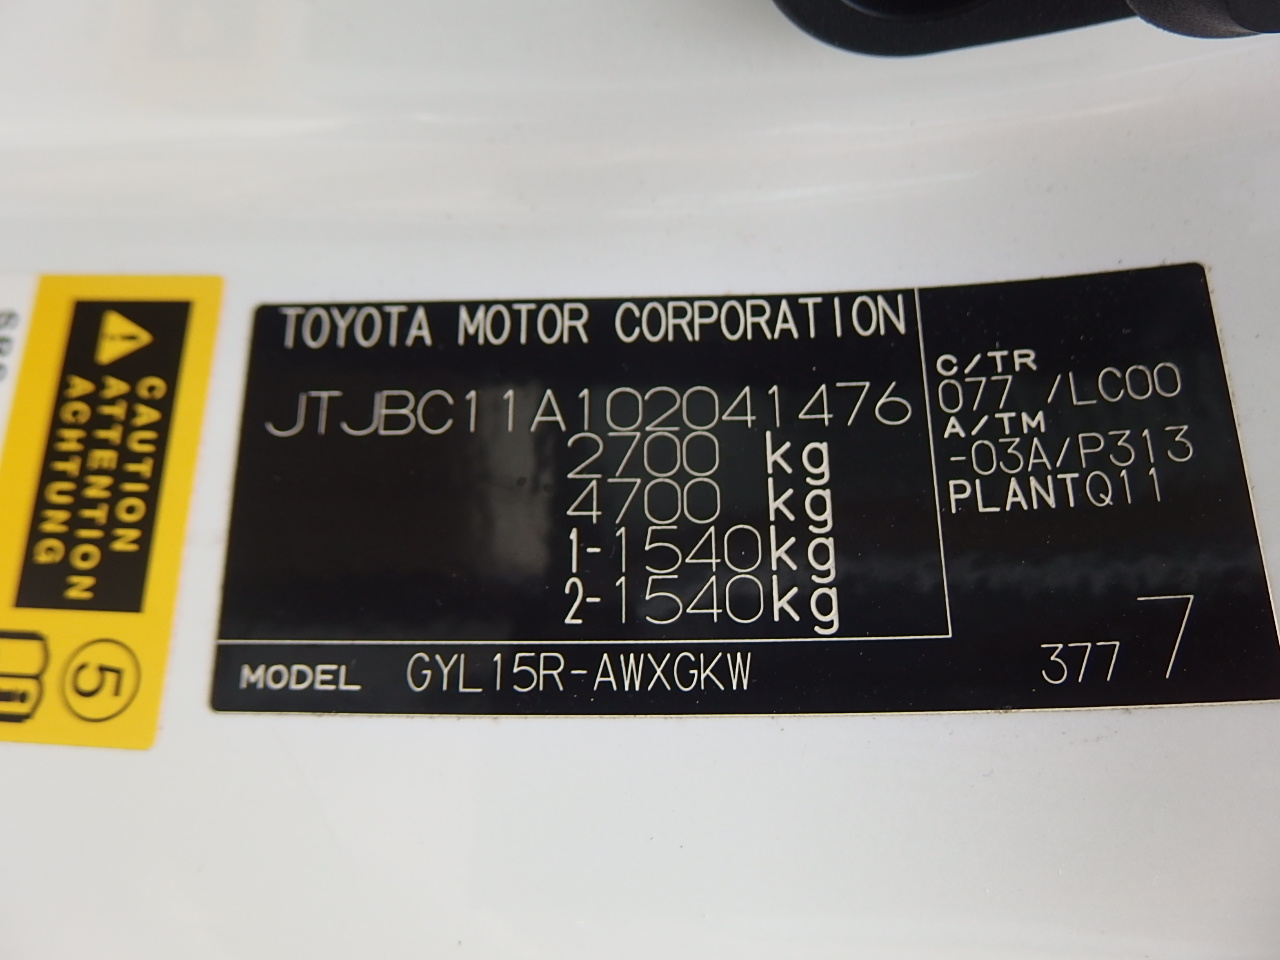 CAUTION
ATTENTION
ACHTUNG
5
TOYOTA MOTOR CORPORATION
JTJBC11A102041476
2700 kg
4700 kg
1-1540kg
2-1540kg
MODEL GYL15R-AWXGKW
C/TR
077 /LC00
A/TM
-03A/P313
PLANTQ11
377 7